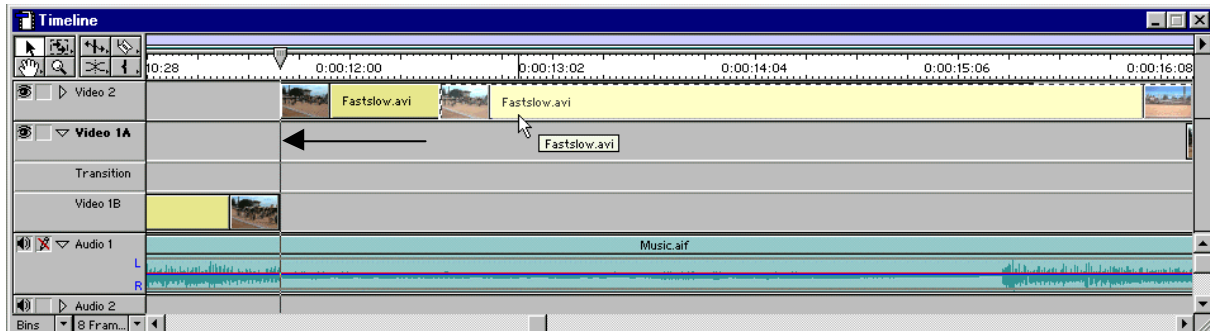 Timeline
10:28 0:00:12:00 0:00:13:02 0:00:14:04 0:00:15:06 0:00:16:08
Video 2 Fastslow.avi Fastslow.avi
Video 1A Fastslow.avi
Transition
Video 1B
Audio 1 Music.aif
L
R
Audio 2
Bins 8 Fram...